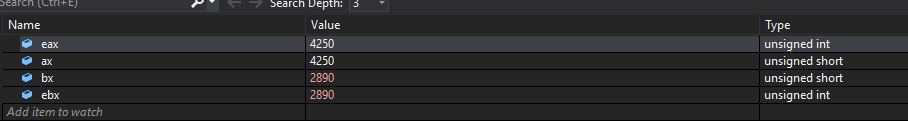 Search (Ctrl+E) Search Depth: 3
Name Value Type
eax 4250 unsigned int
ax 4250 unsigned short
bx 2890 unsigned short
ebx 2890 unsigned int
Add item to watch